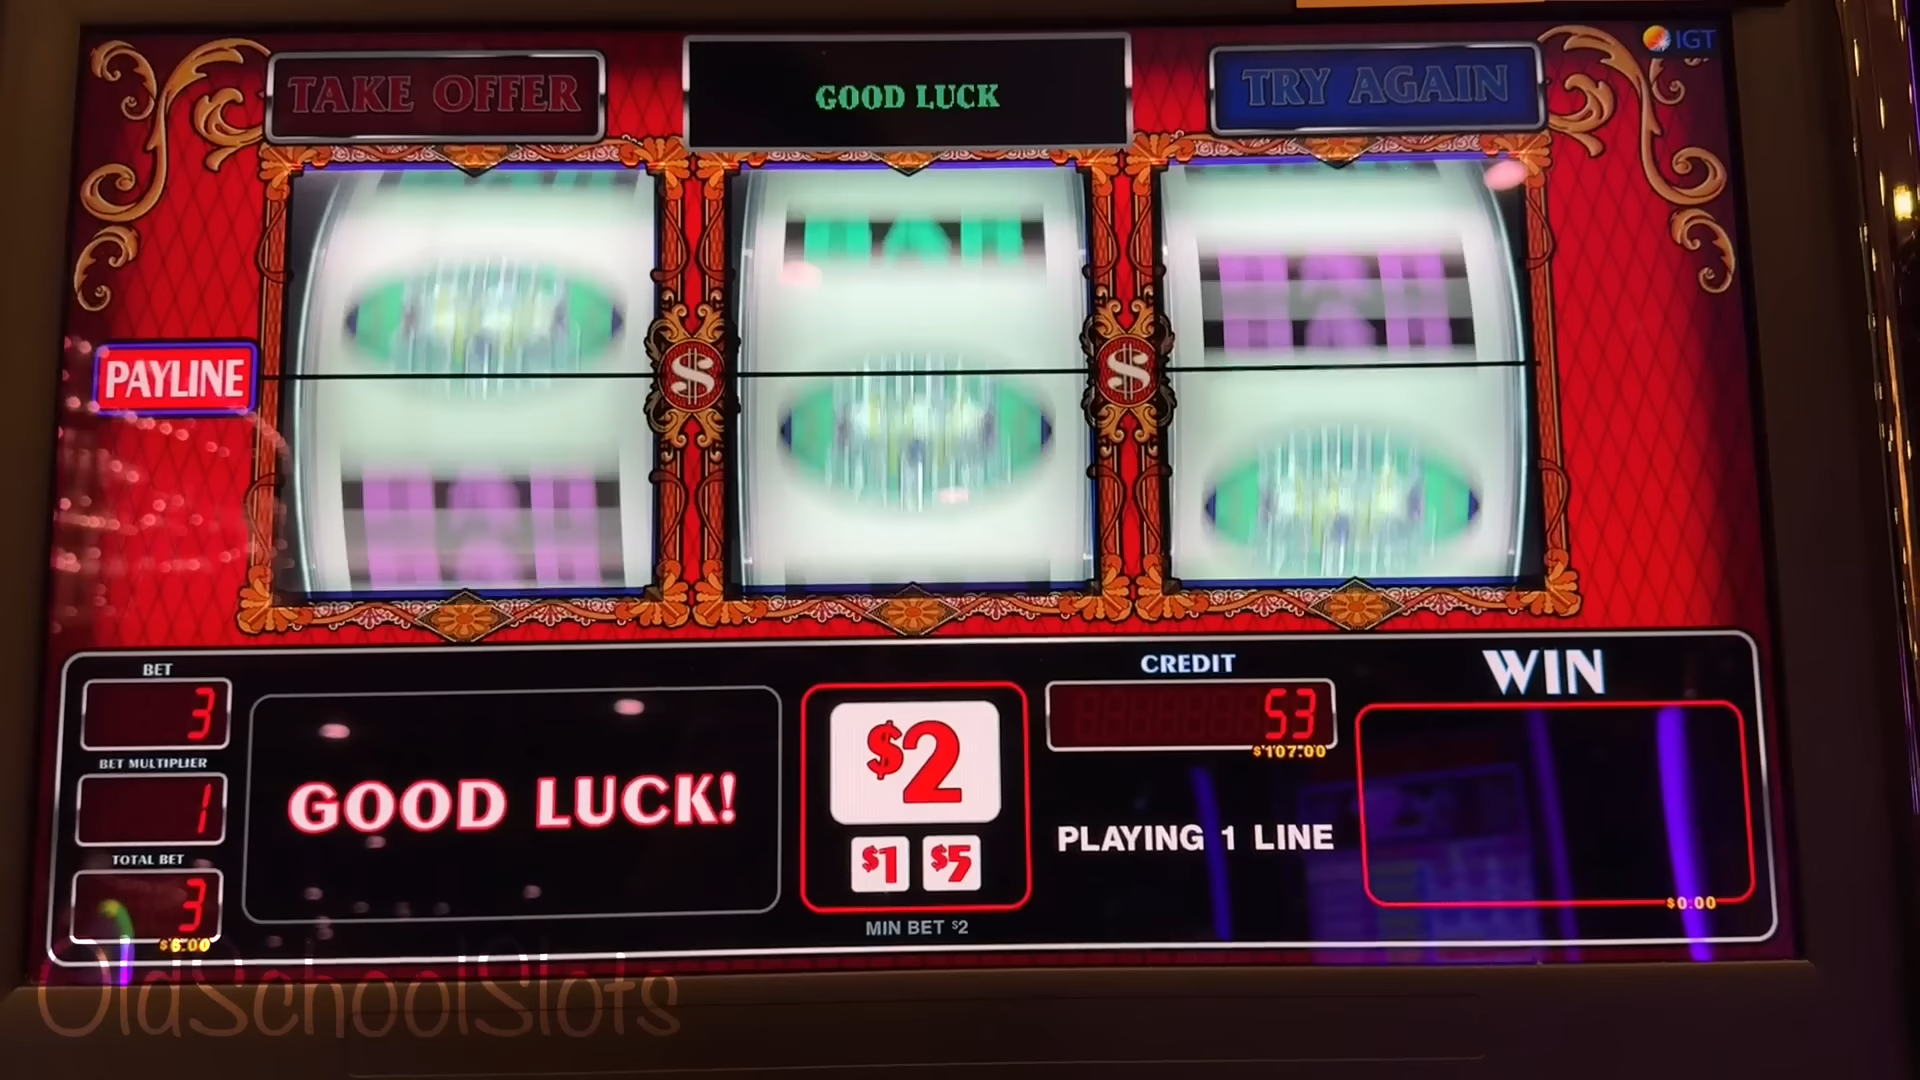 IGT
TAKE OFFER
GOOD LUCK
TRY AGAIN
$
$
PAYLINE
BET
3
BET MULTIPLIER
1
TOTAL BET
3
$6.00
GOOD LUCK!
$2
$1 $5
MIN BET $2
CREDIT
53
$107.00
PLAYING 1 LINE
WIN
$0.00
OldSchoolSlots